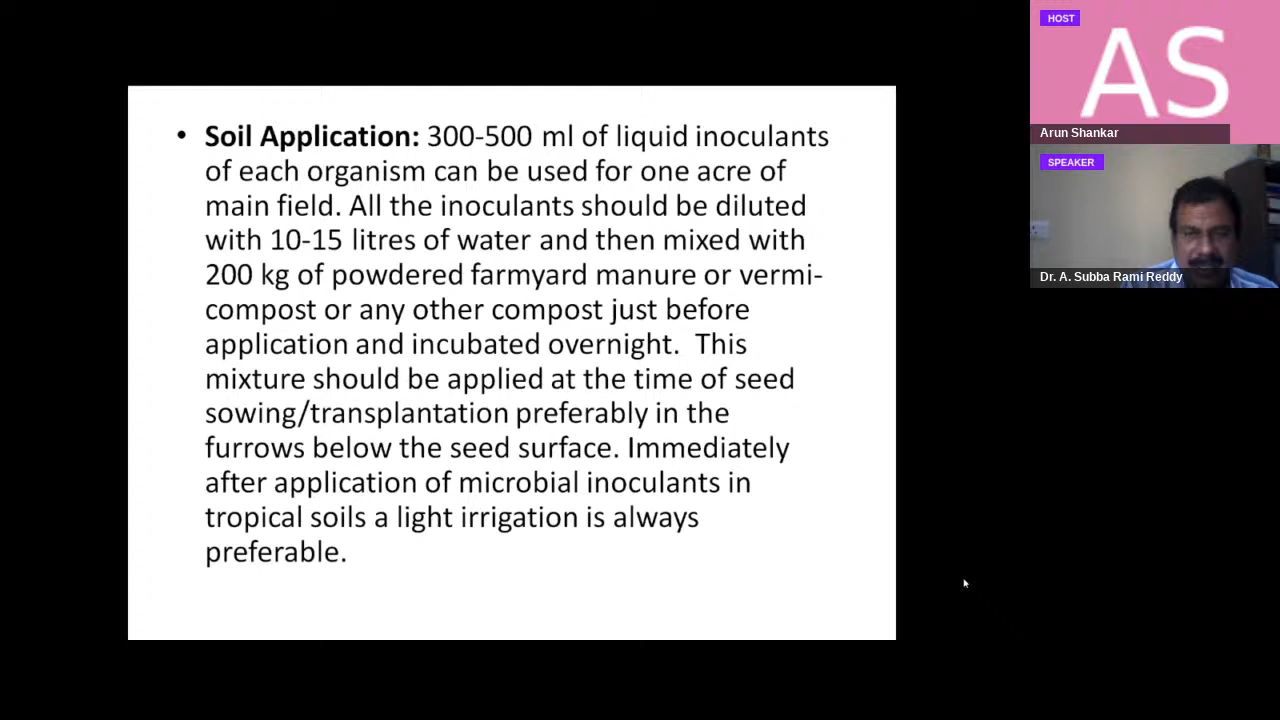 • Soil Application: 300-500 ml of liquid inoculants
of each organism can be used for one acre of
main field. All the inoculants should be diluted
with 10-15 litres of water and then mixed with
200 kg of powdered farmyard manure or vermi-
compost or any other compost just before
application and incubated overnight.  This
mixture should be applied at the time of seed
sowing/transplantation preferably in the
furrows below the seed surface. Immediately
after application of microbial inoculants in
tropical soils a light irrigation is always
preferable.
HOST
AS
Arun Shankar
SPEAKER
Dr. A. Subba Rami Reddy